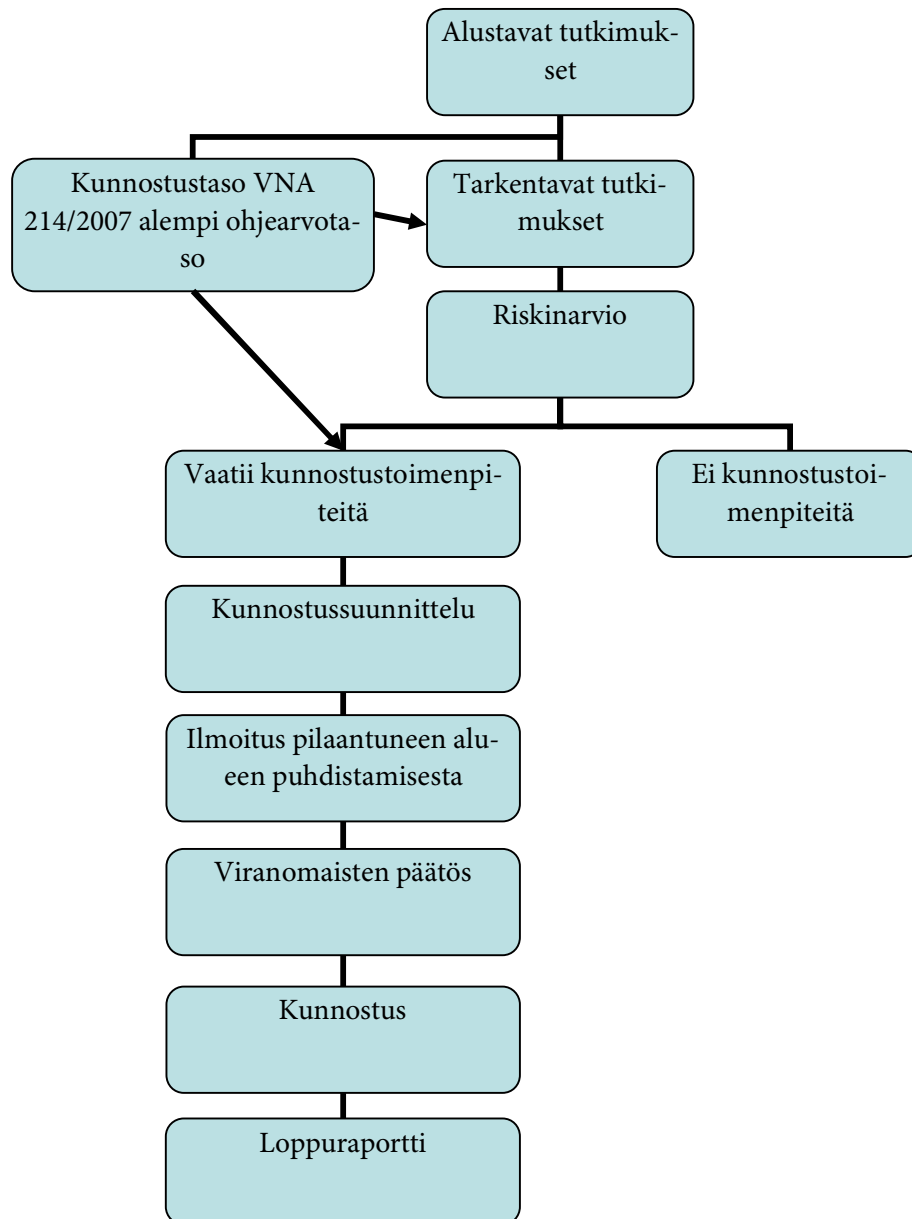 Alustavat tutkimuk-
set
Kunnostustaso VNA
214/2007 alempi ohjearvota-
so
Tarkentavat tutki-
mukset
Riskinarvio
Vaatii kunnostustoimenpi-
teitä
Ei kunnostustoi-
menpiteitä
Kunnostussuunnittelu
Ilmoitus pilaantuneen alu-
een puhdistamisesta
Viranomaisten päätös
Kunnostus
Loppuraportti